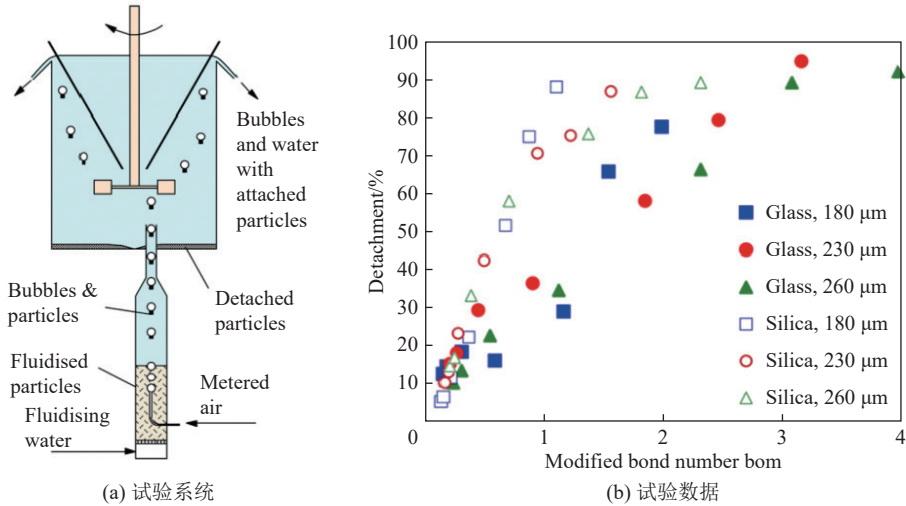 Bubbles
and water
with
attached
particles
Bubbles &
particles
Detached
particles
Fluidised
particles
Metered
air
Fluidising
water
(a) 试验系统
100
90
80
70
60
50
40
30
20
10
0
1
2
3
4
Detachment/%
Modified bond number bom
Glass, 180 μm
Glass, 230 μm
Glass, 260 μm
Silica, 180 μm
Silica, 230 μm
Silica, 260 μm
(b) 试验数据